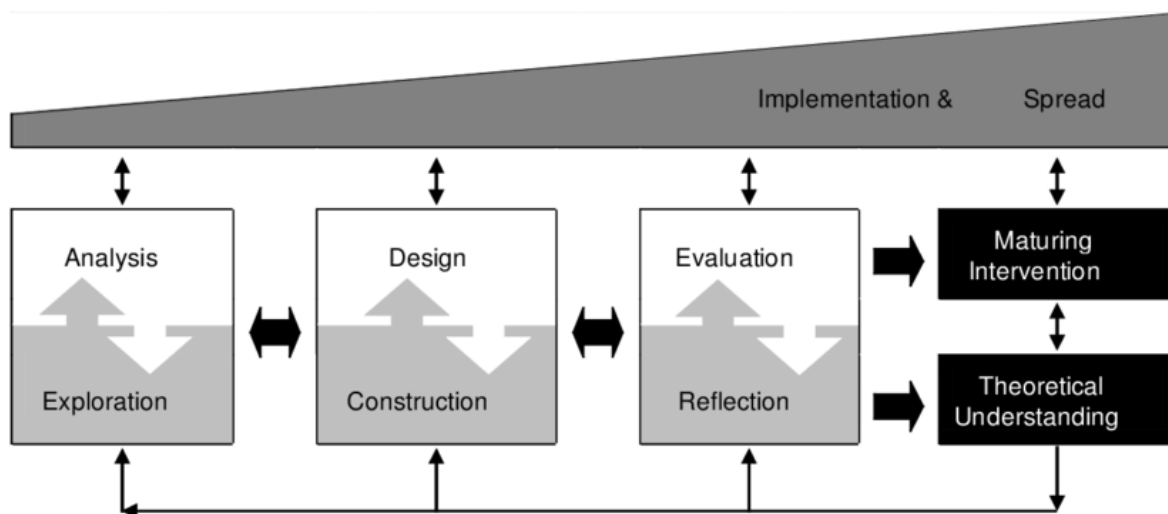 Implementation & Spread
Analysis
Design
Evaluation
Maturing
Intervention
Exploration
Construction
Reflection
Theoretical
Understanding